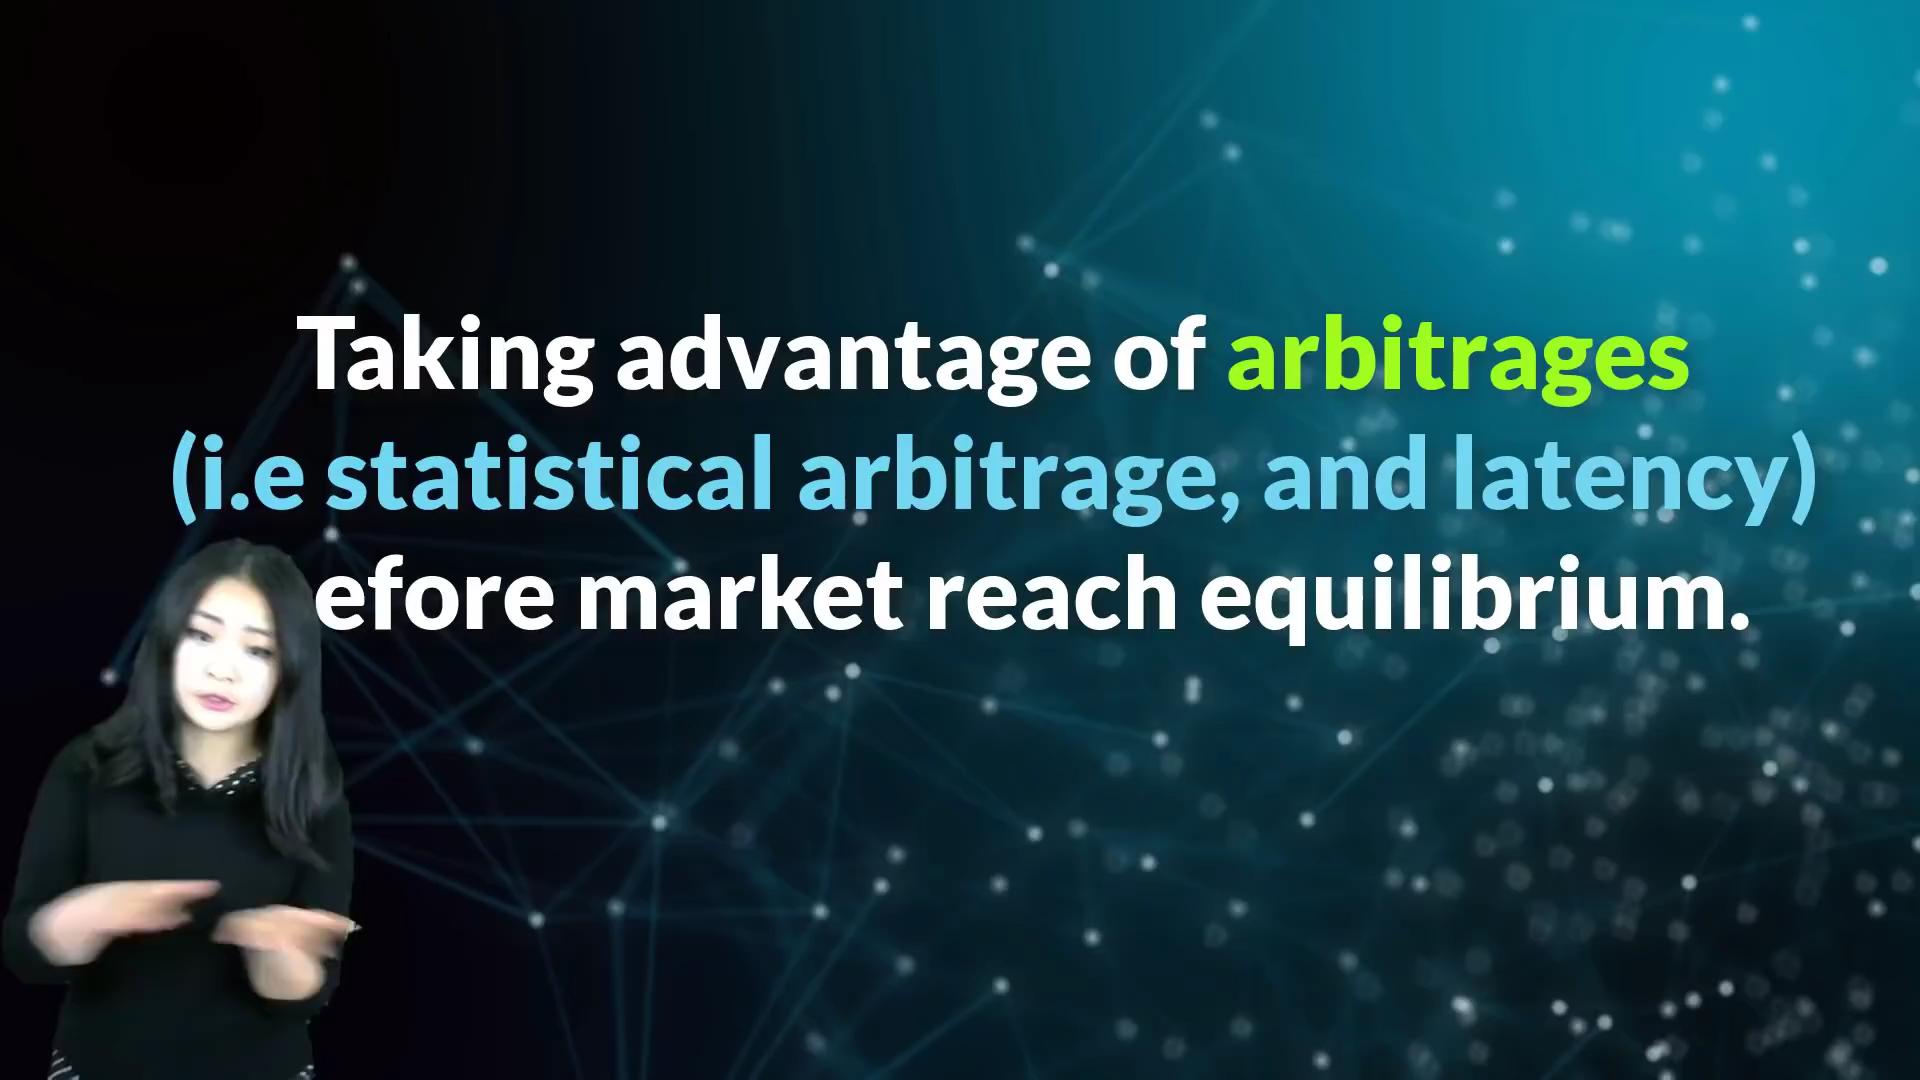 Taking advantage of arbitrages
(i.e statistical arbitrage, and latency)
efore market reach equilibrium.